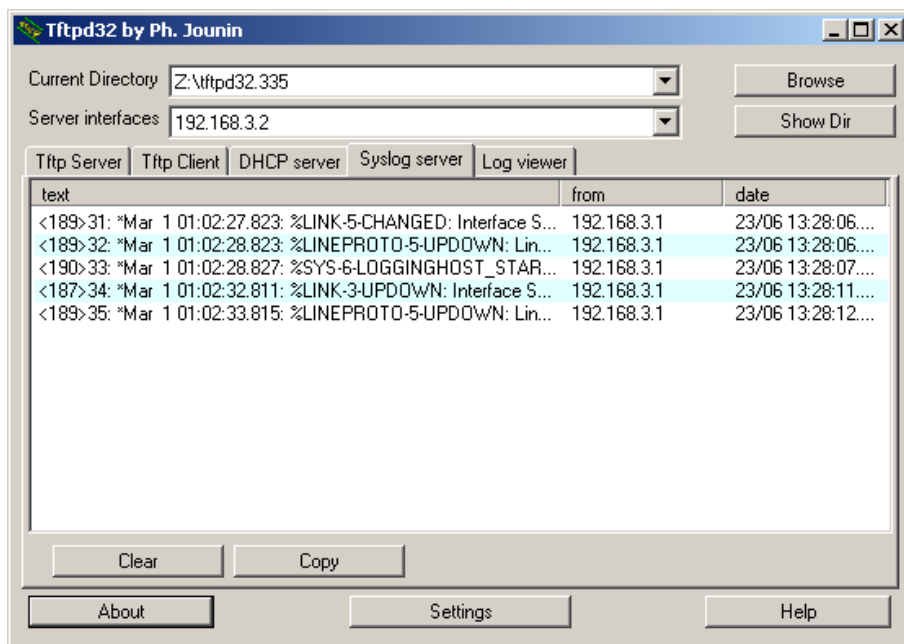 Tftpd32 by Ph. Jounin
Current Directory Z:\tftpd32.335 Browse
Server interfaces 192.168.3.2 Show Dir
Tftp Server Tftp Client DHCP server Syslog server Log viewer
text from date
<189>31: *Mar 1 01:02:27.823: %LINK-5-CHANGED: Interface S... 192.168.3.1 23/06 13:28:06....
<189>32: *Mar 1 01:02:28.823: %LINEPROTO-5-UPDOWN: Lin... 192.168.3.1 23/06 13:28:06....
<190>33: *Mar 1 01:02:28.827: %SYS-6-LOGGINGHOST_STAR... 192.168.3.1 23/06 13:28:07....
<187>34: *Mar 1 01:02:32.811: %LINK-3-UPDOWN: Interface S... 192.168.3.1 23/06 13:28:11....
<189>35: *Mar 1 01:02:33.815: %LINEPROTO-5-UPDOWN: Lin... 192.168.3.1 23/06 13:28:12....
Clear Copy
About Settings Help